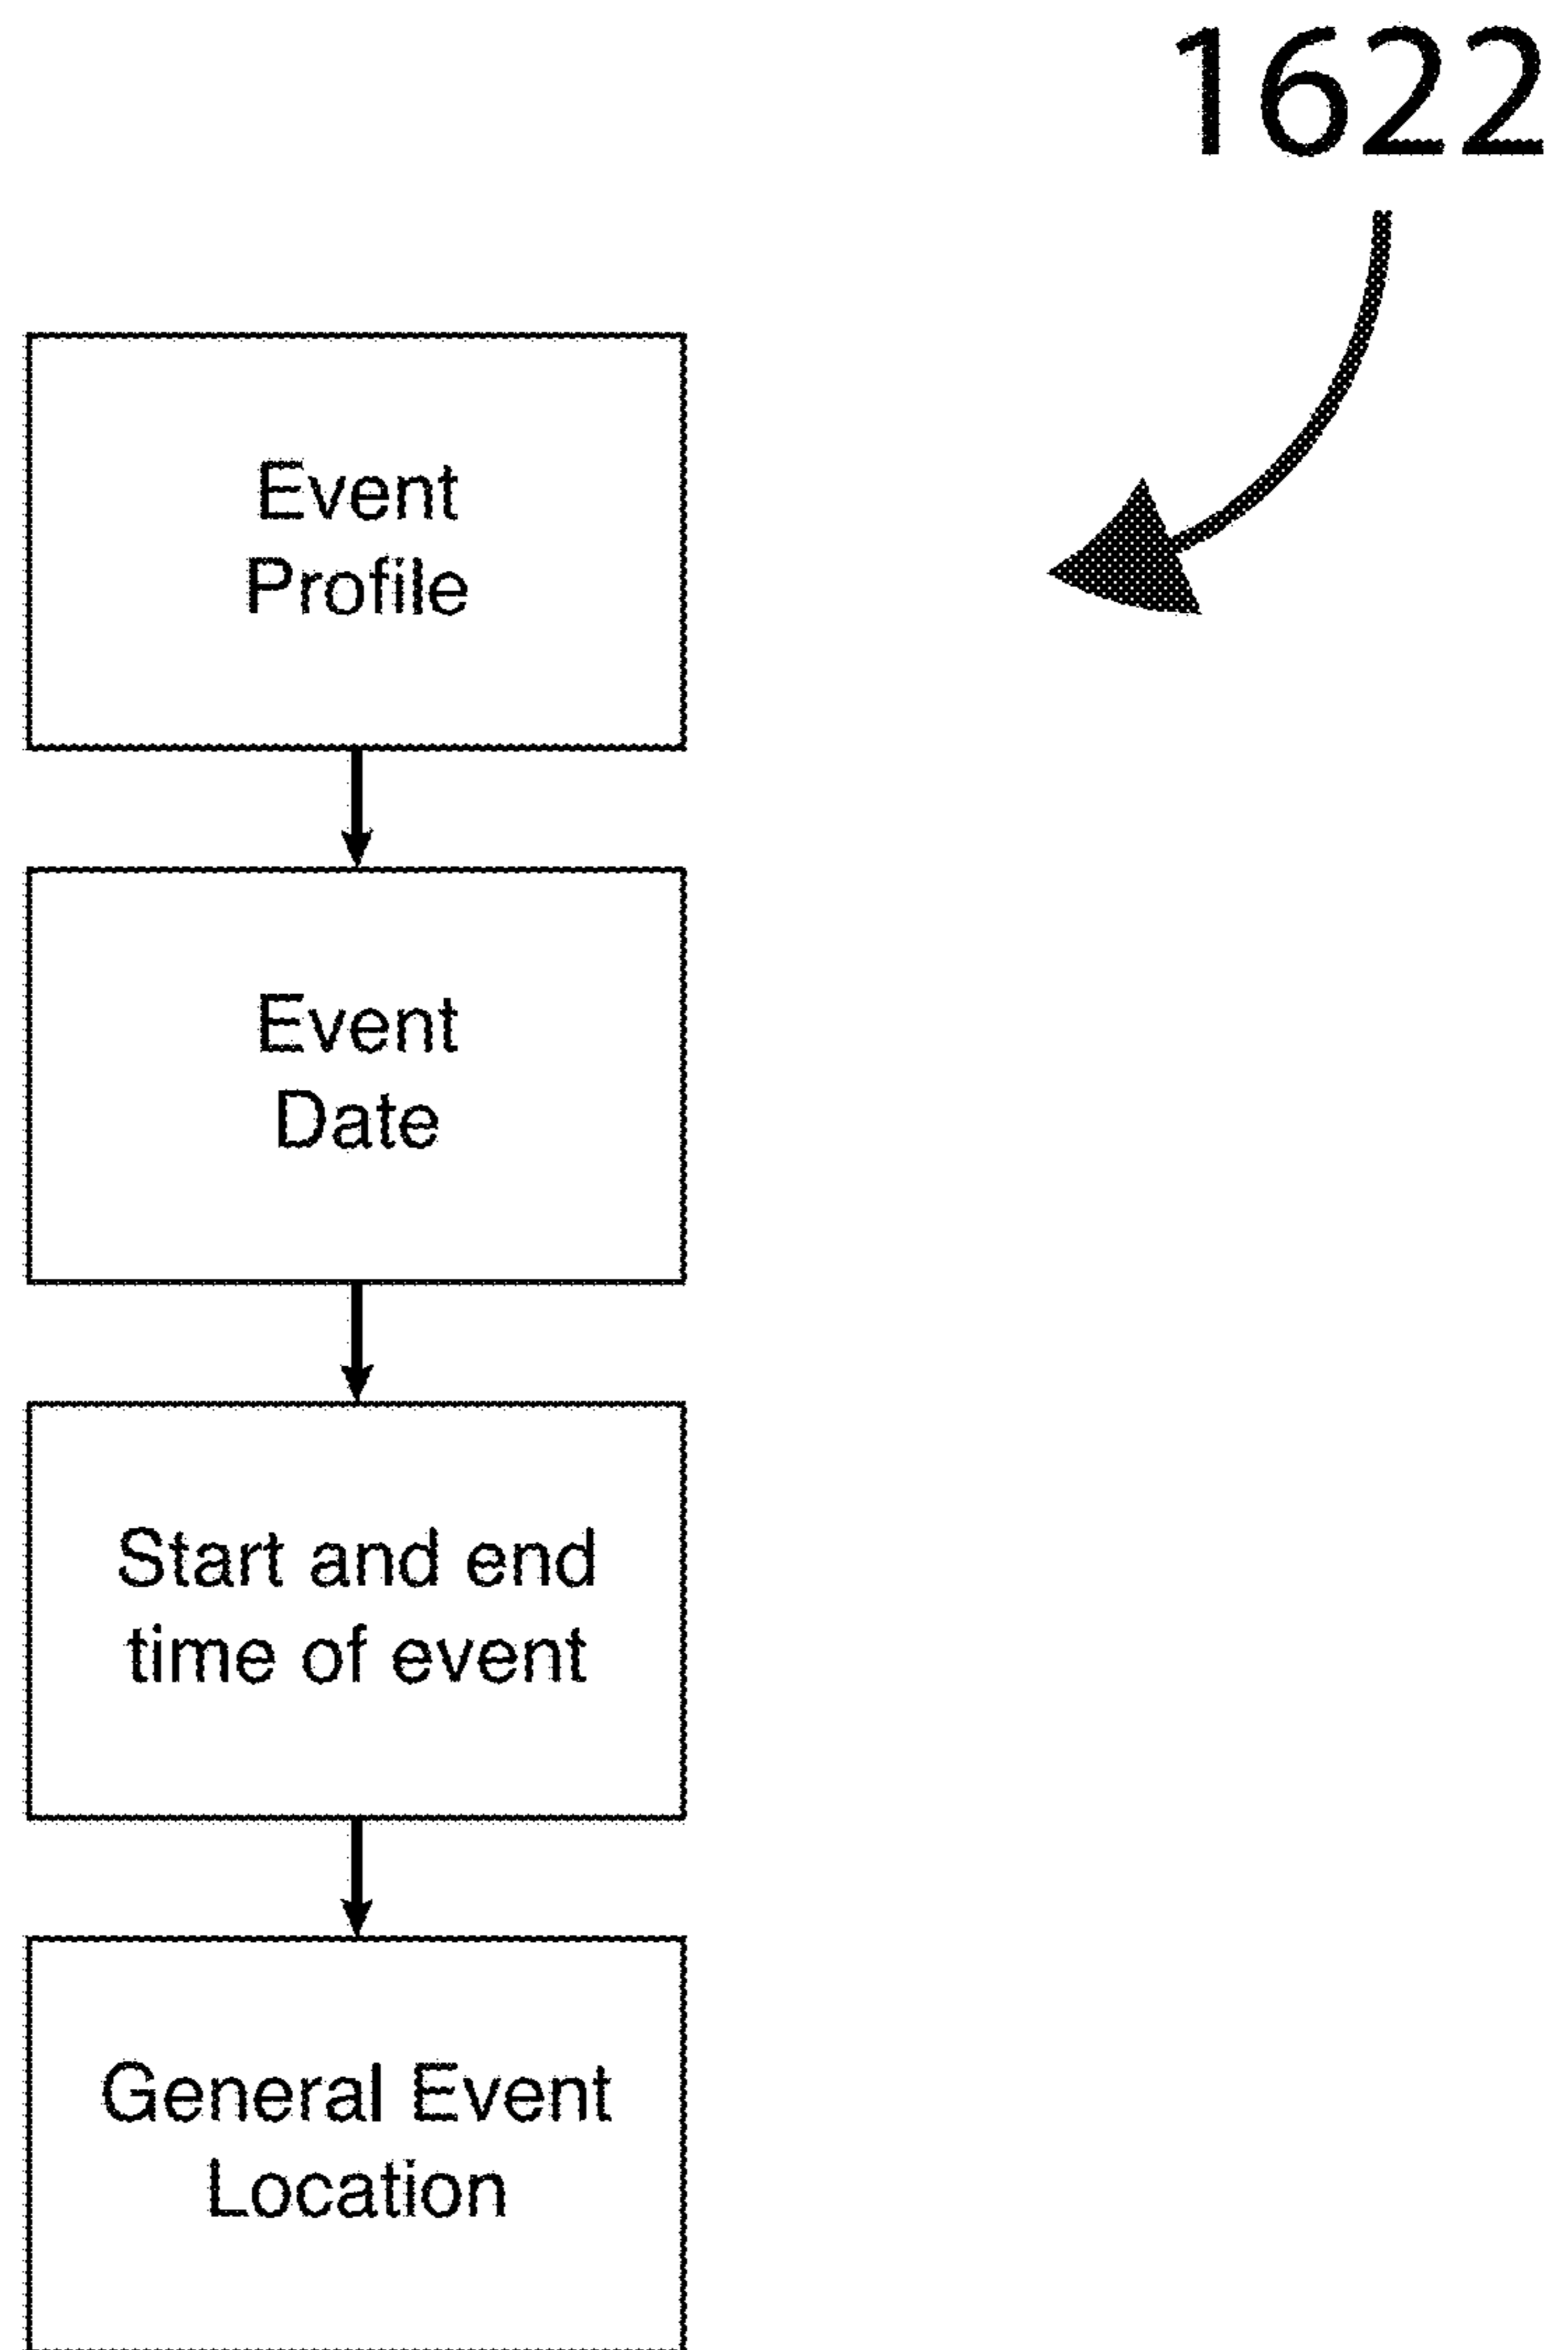 1622
Event
Profile
Event
Date
Start and end
time of event
General Event
Location